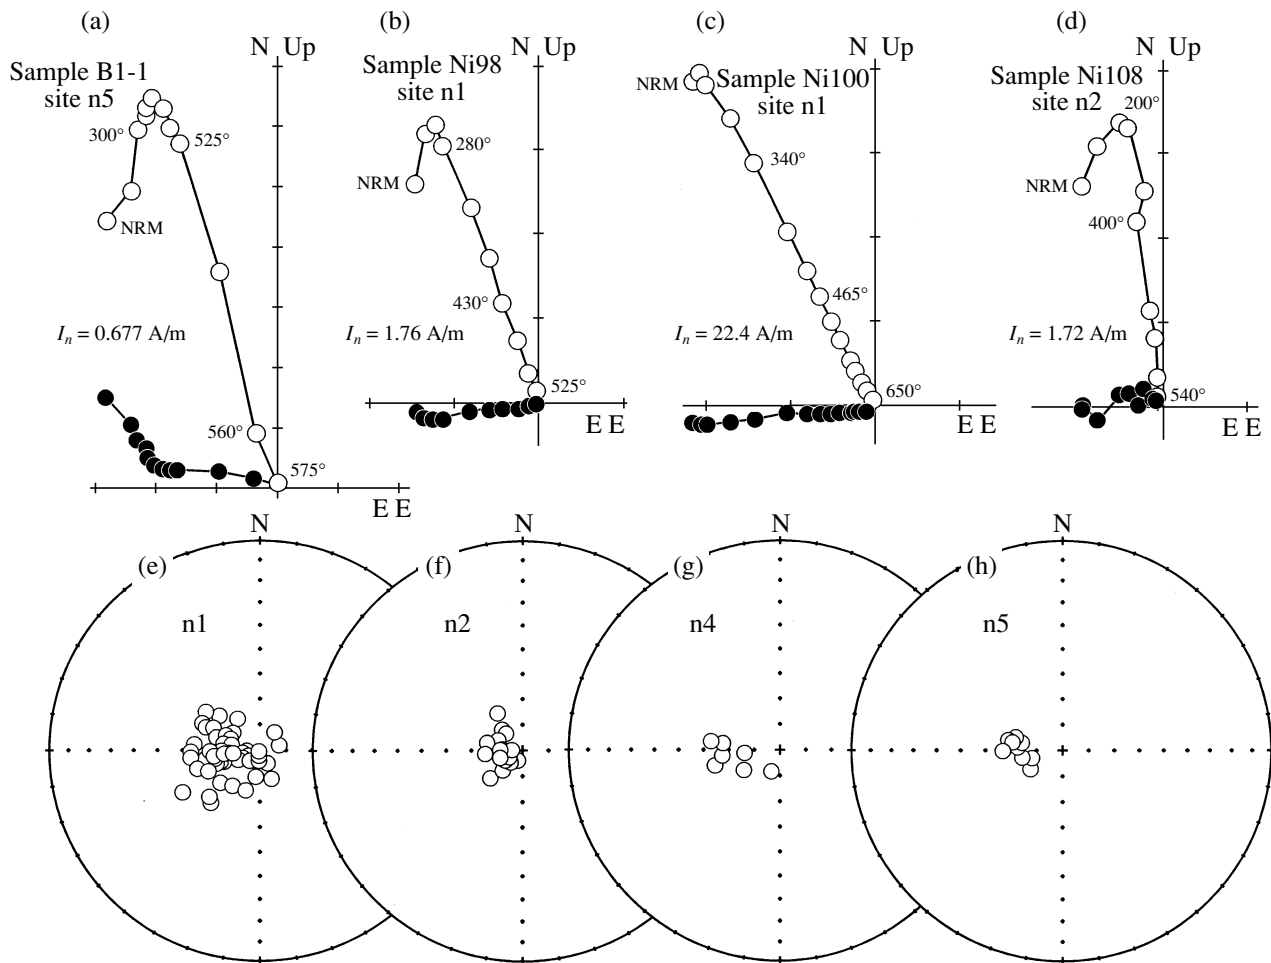 (a)
(b)
(c)
(d)
N Up
Sample B1-1
site n5
300°
525°
NRM
I_n = 0.677 A/m
560°
575°
E E
N Up
Sample Ni98
site n1
280°
NRM
430°
I_n = 1.76 A/m
525°
E E
N Up
NRM
Sample Ni100
site n1
340°
465°
I_n = 22.4 A/m
650°
E E
N Up
Sample Ni108
site n2
200°
NRM
400°
I_n = 1.72 A/m
540°
E E
N
(e)
n1
N
(f)
n2
N
(g)
n4
N
(h)
n5